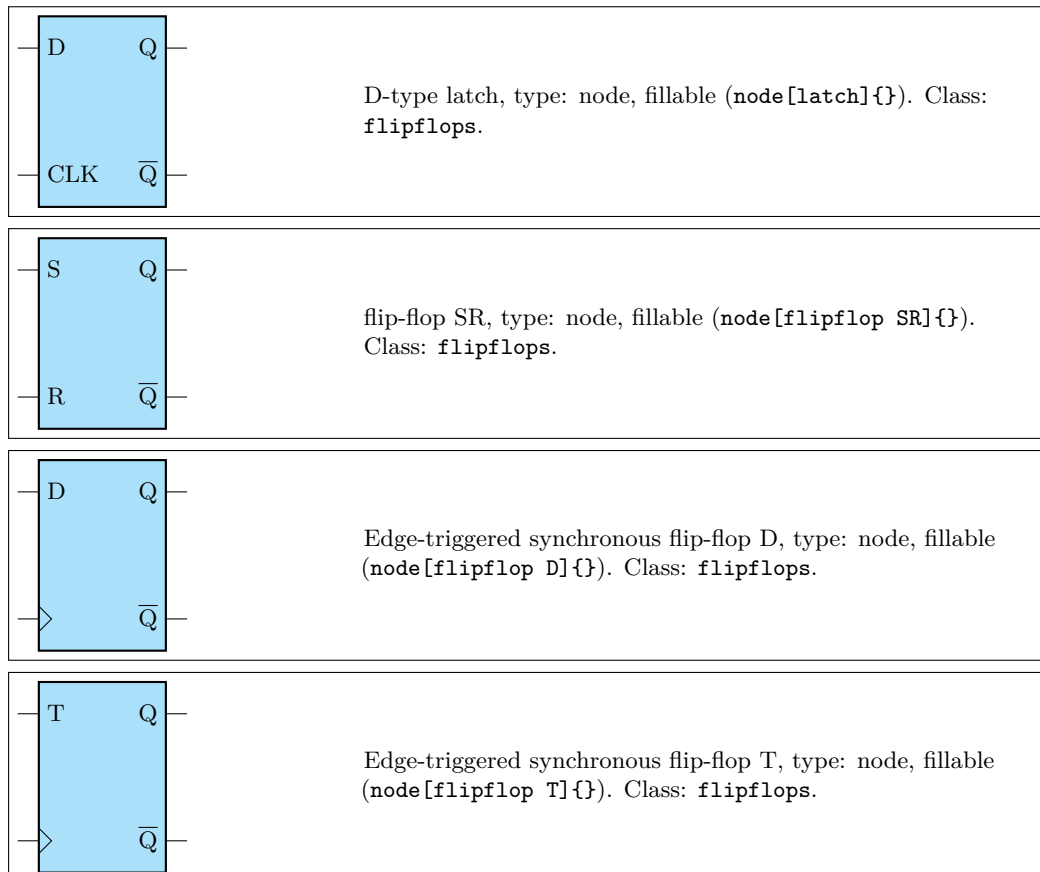 D Q
CLK Q̅
D-type latch, type: node, fillable (node[latch]{}). Class:
flipflops.
S Q
R Q̅
flip-flop SR, type: node, fillable (node[flipflop SR]{}).
Class: flipflops.
D Q
Q̅
Edge-triggered synchronous flip-flop D, type: node, fillable
(node[flipflop D]{}). Class: flipflops.
T Q
Q̅
Edge-triggered synchronous flip-flop T, type: node, fillable
(node[flipflop T]{}). Class: flipflops.